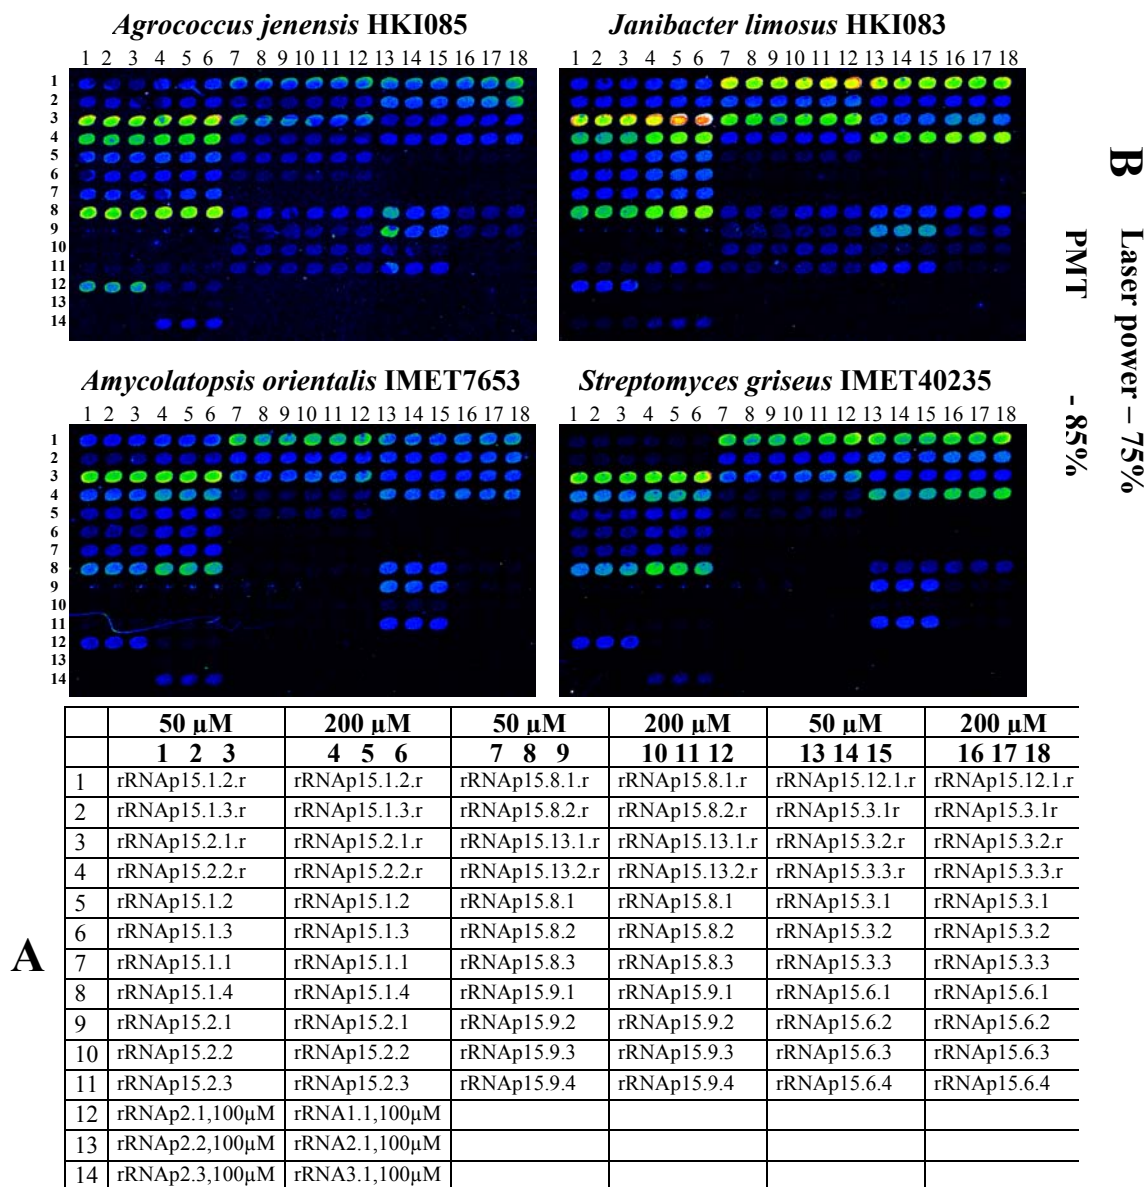 Agrococcus jenensis HKI085
Janibacter limosus HKI083
1 2 3 4 5 6 7 8 9 10 11 12 13 14 15 16 17 18
1 2 3 4 5 6 7 8 9 10 11 12 13 14 15 16 17 18
1
2
3
4
5
6
7
8
9
10
11
12
13
14
B
Laser power – 75%
PMT - 85%
Amycolatopsis orientalis IMET7653
Streptomyces griseus IMET40235
1 2 3 4 5 6 7 8 9 10 11 12 13 14 15 16 17 18
1 2 3 4 5 6 7 8 9 10 11 12 13 14 15 16 17 18
1
2
3
4
5
6
7
8
9
10
11
12
13
14
A
50 µM 200 µM 50 µM 200 µM 50 µM 200 µM
1 2 3 4 5 6 7 8 9 10 11 12 13 14 15 16 17 18
1 rRNAp15.1.2.r rRNAp15.1.2.r rRNAp15.8.1.r rRNAp15.8.1.r rRNAp15.12.1.r rRNAp15.12.1.r
2 rRNAp15.1.3.r rRNAp15.1.3.r rRNAp15.8.2.r rRNAp15.8.2.r rRNAp15.3.1r rRNAp15.3.1r
3 rRNAp15.2.1.r rRNAp15.2.1.r rRNAp15.13.1.r rRNAp15.13.1.r rRNAp15.3.2.r rRNAp15.3.2.r
4 rRNAp15.2.2.r rRNAp15.2.2.r rRNAp15.13.2.r rRNAp15.13.2.r rRNAp15.3.3.r rRNAp15.3.3.r
5 rRNAp15.1.2 rRNAp15.1.2 rRNAp15.8.1 rRNAp15.8.1 rRNAp15.3.1 rRNAp15.3.1
6 rRNAp15.1.3 rRNAp15.1.3 rRNAp15.8.2 rRNAp15.8.2 rRNAp15.3.2 rRNAp15.3.2
7 rRNAp15.1.1 rRNAp15.1.1 rRNAp15.8.3 rRNAp15.8.3 rRNAp15.3.3 rRNAp15.3.3
8 rRNAp15.1.4 rRNAp15.1.4 rRNAp15.9.1 rRNAp15.9.1 rRNAp15.6.1 rRNAp15.6.1
9 rRNAp15.2.1 rRNAp15.2.1 rRNAp15.9.2 rRNAp15.9.2 rRNAp15.6.2 rRNAp15.6.2
10 rRNAp15.2.2 rRNAp15.2.2 rRNAp15.9.3 rRNAp15.9.3 rRNAp15.6.3 rRNAp15.6.3
11 rRNAp15.2.3 rRNAp15.2.3 rRNAp15.9.4 rRNAp15.9.4 rRNAp15.6.4 rRNAp15.6.4
12 rRNAp2.1,100µM rRNA1.1,100µM
13 rRNAp2.2,100µM rRNA2.1,100µM
14 rRNAp2.3,100µM rRNA3.1,100µM